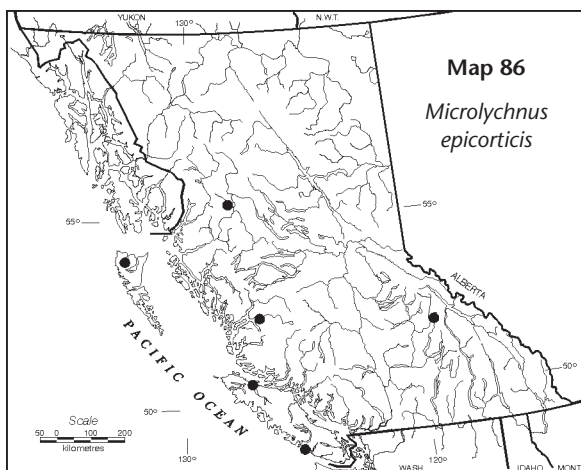 YUKON
130°
N.W.T.
Map 86
Microlychnus
epicorticis
55°
55°
ALBERTA
PACIFIC OCEAN
50°
50°
Scale
50 0 100 200
kilometres
130°
120°
WASH
IDAHO
MONT